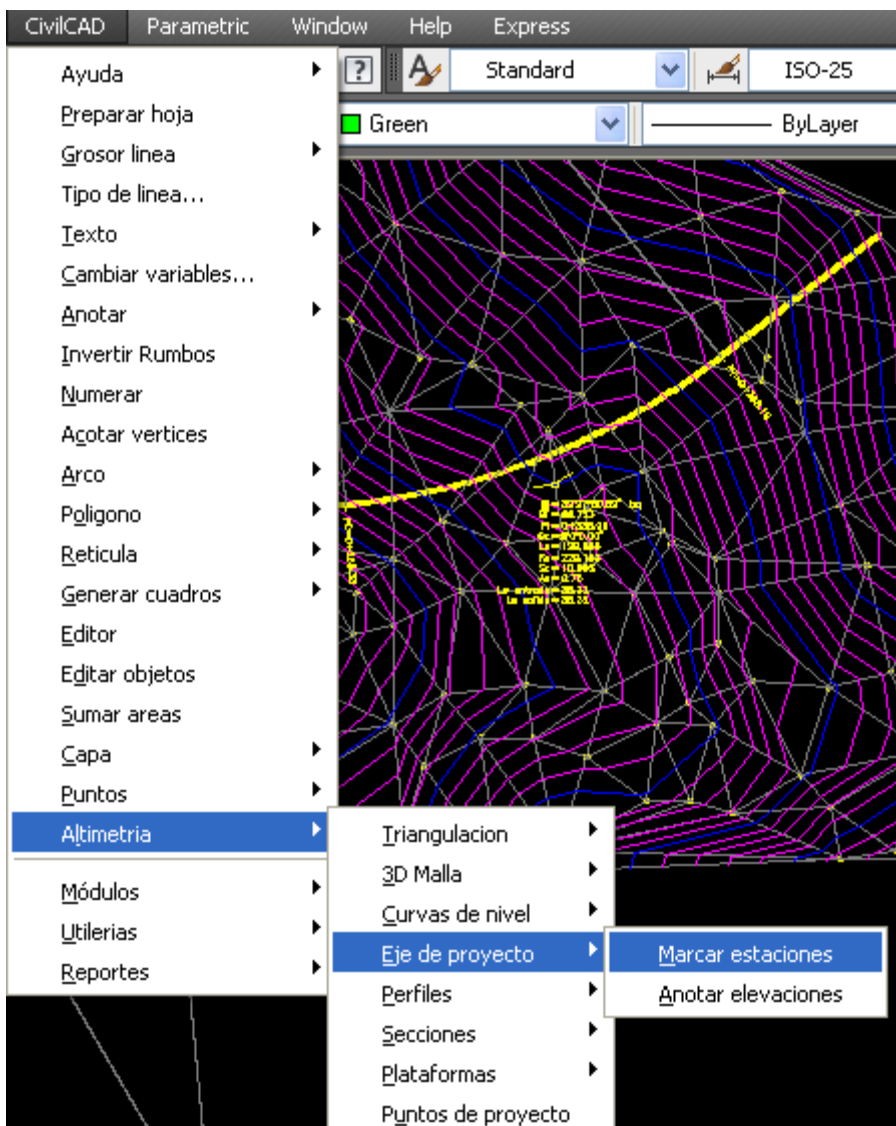 CivilCAD Parametric Window Help Express
Ayuda
Standard ISO-25
Preparar hoja
Green ByLayer
Grosor linea
Tipo de linea...
Texto
Cambiar variables...
Anotar
Invertir Rumbos
Numerar
Acotar vertices
Arco
Poligono
Reticula
Generar cuadros
Editor
Editar objetos
Sumar areas
Capa
Puntos
Altimetria
Triangulacion
3D Malla
Módulos
Curvas de nivel
Utilerias
Eje de proyecto
Marcar estaciones
Reportes
Perfiles
Anotar elevaciones
Secciones
Plataformas
Puntos de proyecto